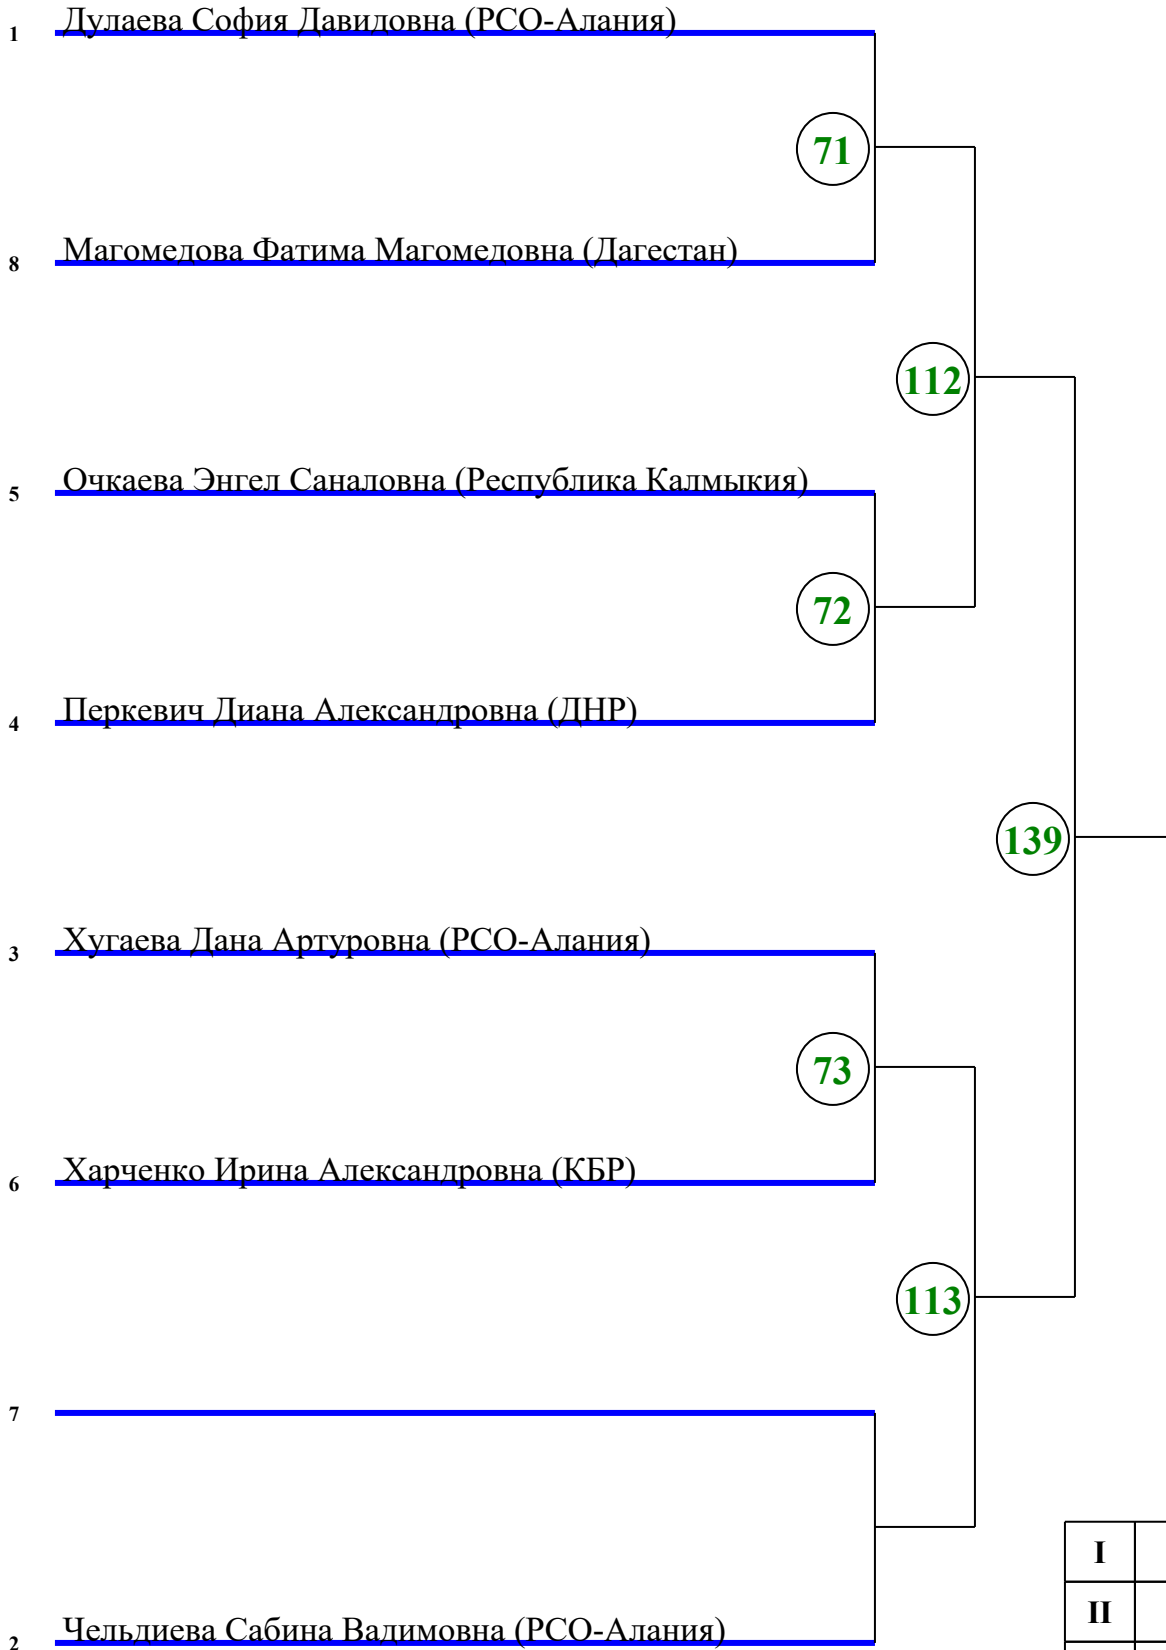 1 Дулаева София Давидовна (РСО-Алания)
71
8 Магомедова Фатима Магомедовна (Дагестан)
112
5 Очкаева Энгел Саналовна (Республика Калмыкия)
72
4 Перкевич Диана Александровна (ДНР)
139
3 Хугаева Дана Артуровна (РСО-Алания)
73
6 Харченко Ирина Александровна (КБР)
113
7
I
II
2 Чельдиева Сабина Вадимовна (РСО-Алания)